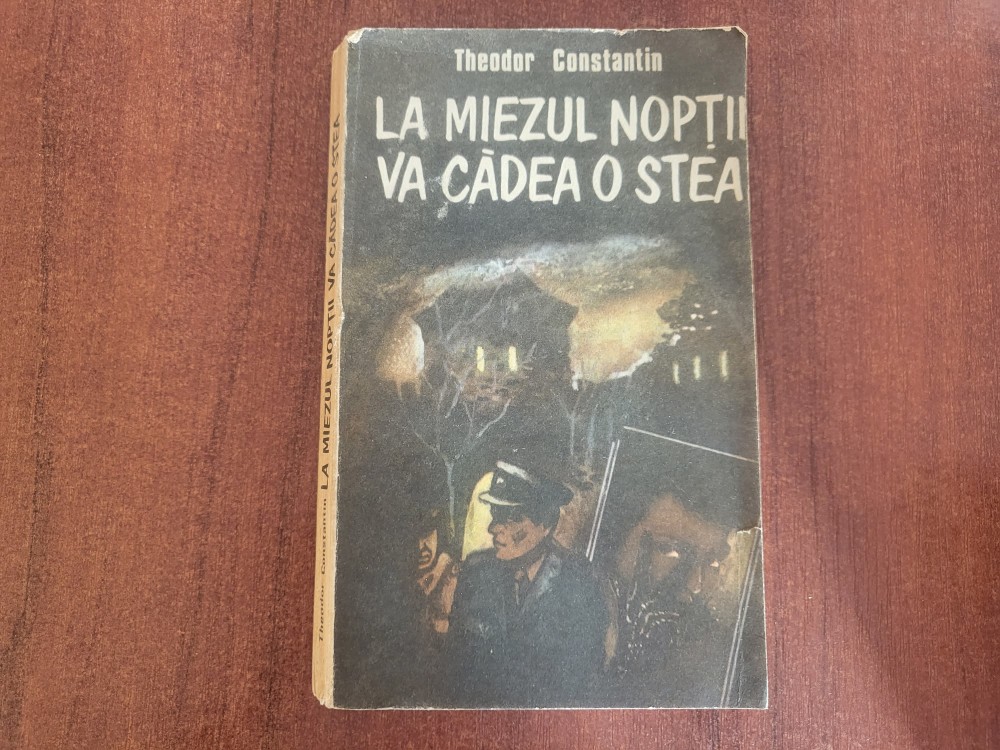 Theodor Constantin
LA MIEZUL NOPȚII
VA CĂDEA O STEA
Theodor Constantin LA MIEZUL NOPȚII VA CĂDEA O STEA